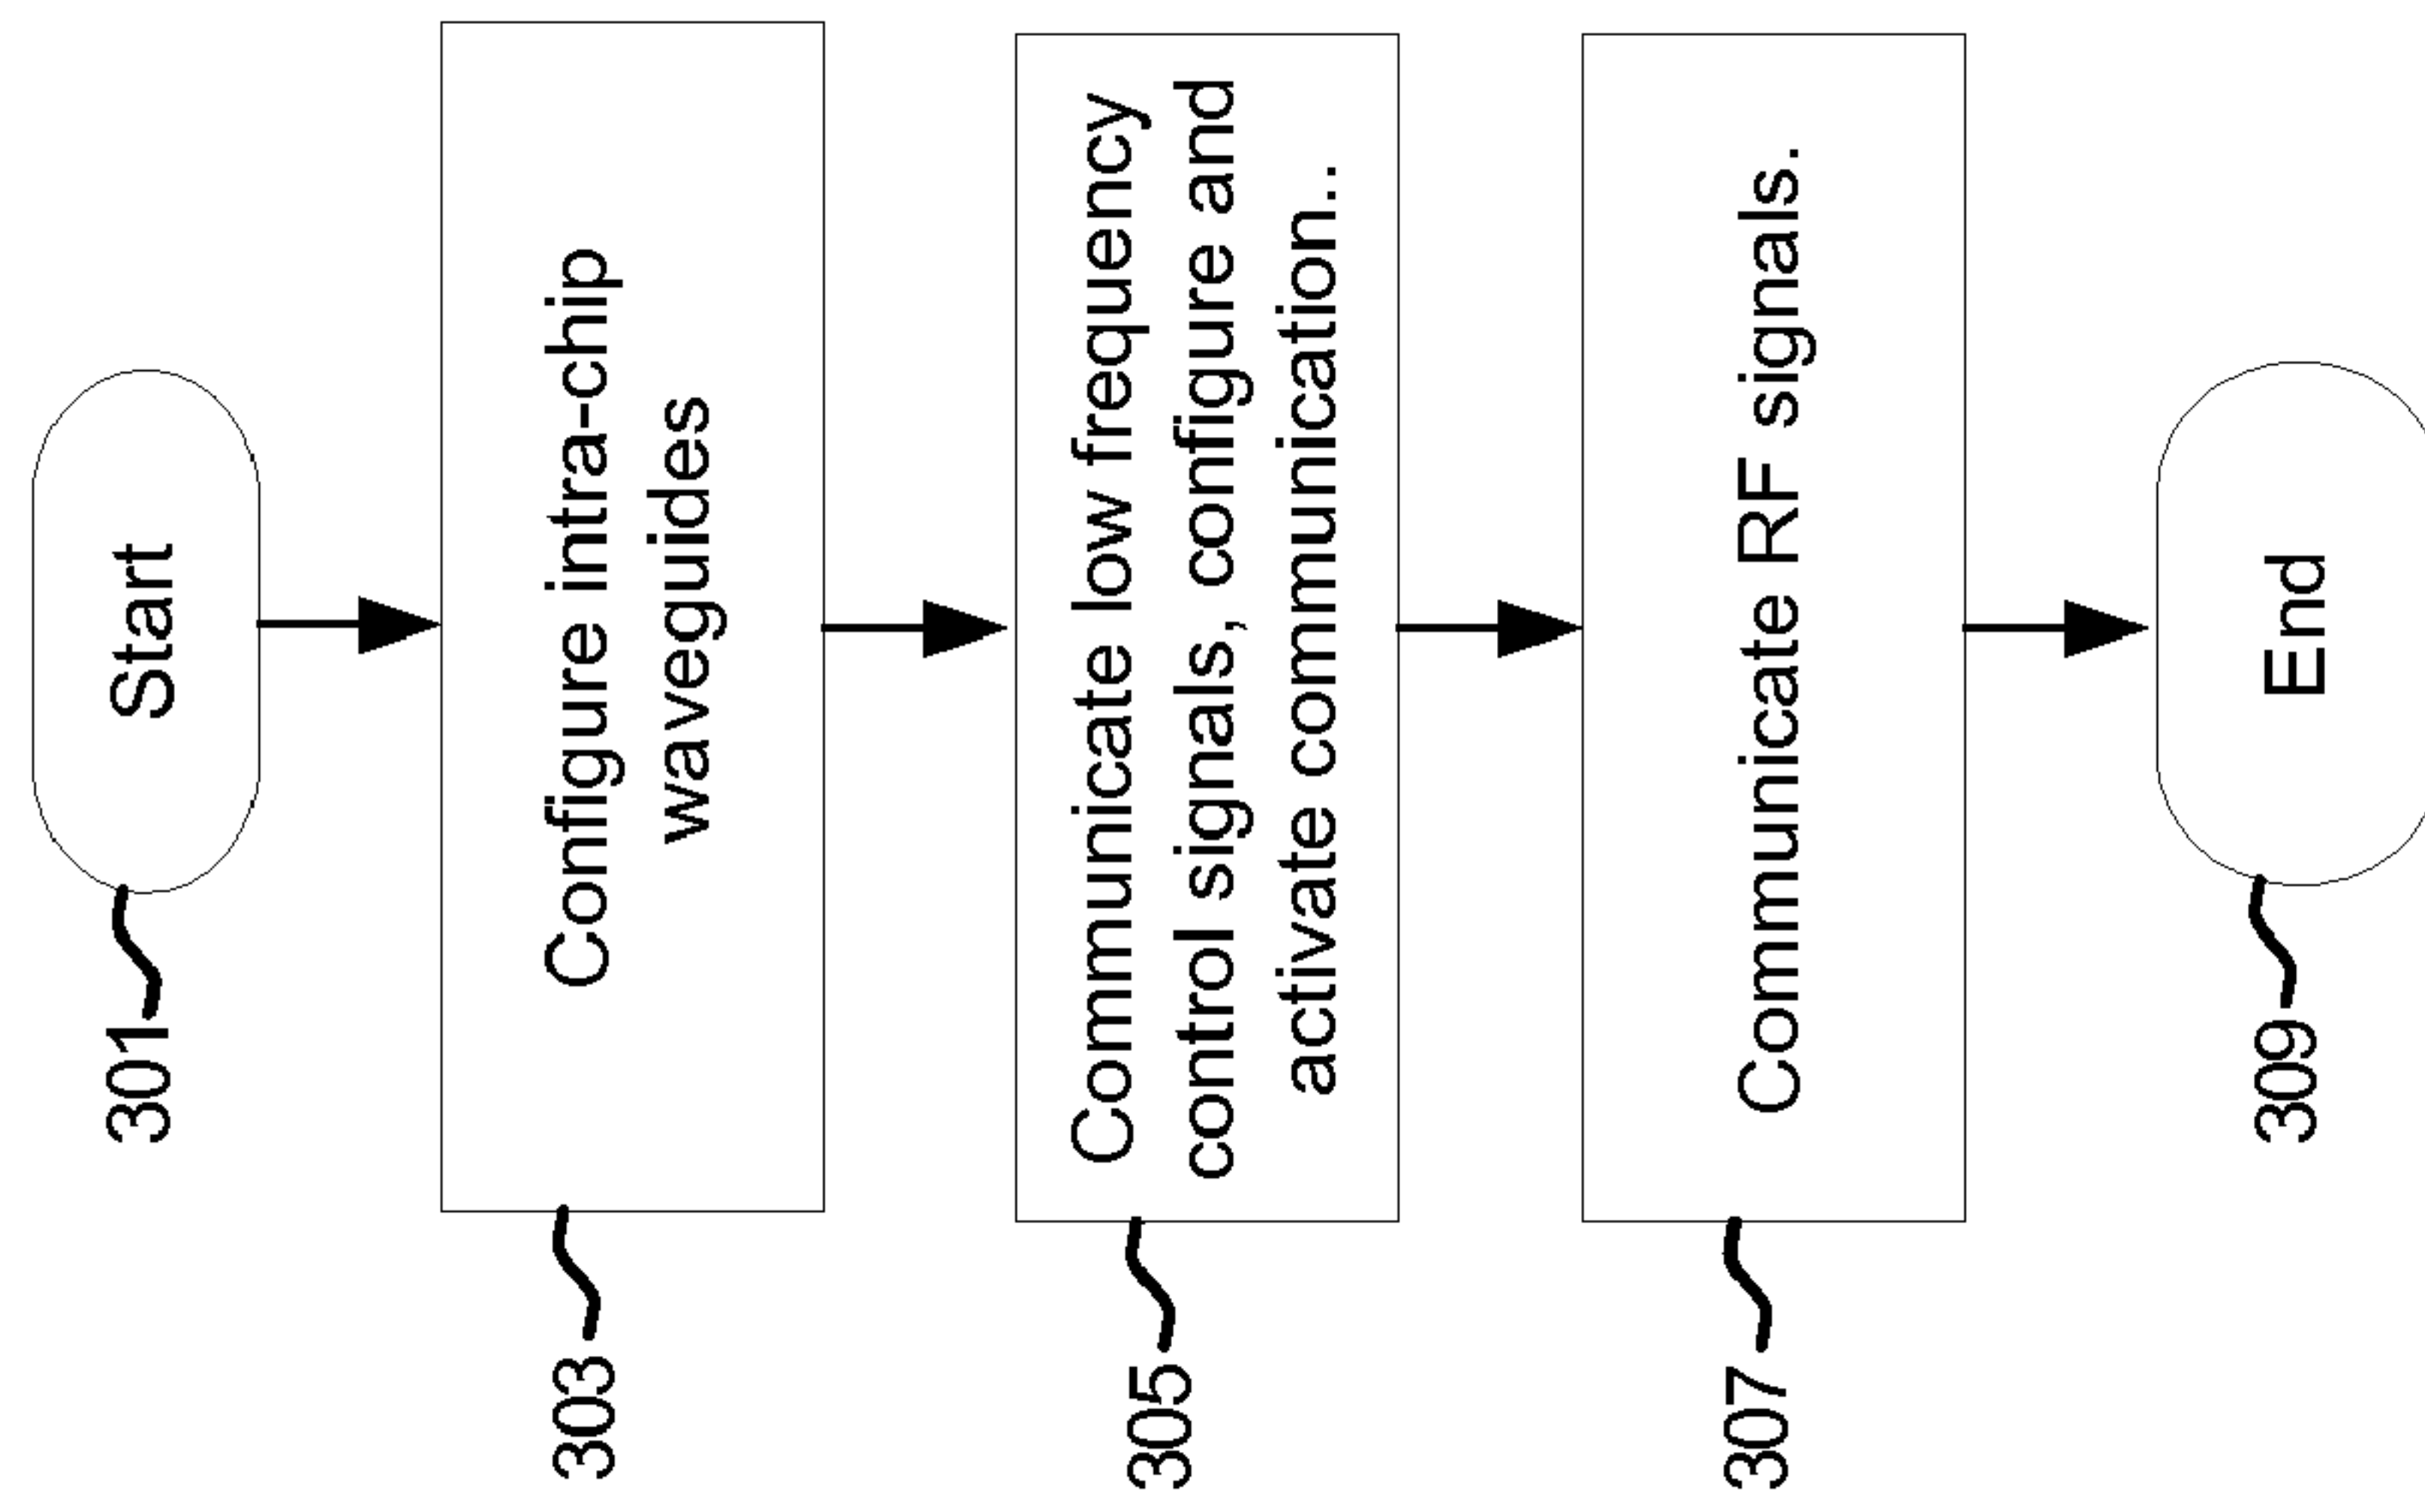 Start
301
Configure intra-chip
waveguides
303
Communicate low frequency
control signals, configure and
activate communication..
305
Communicate RF signals.
307
End
309